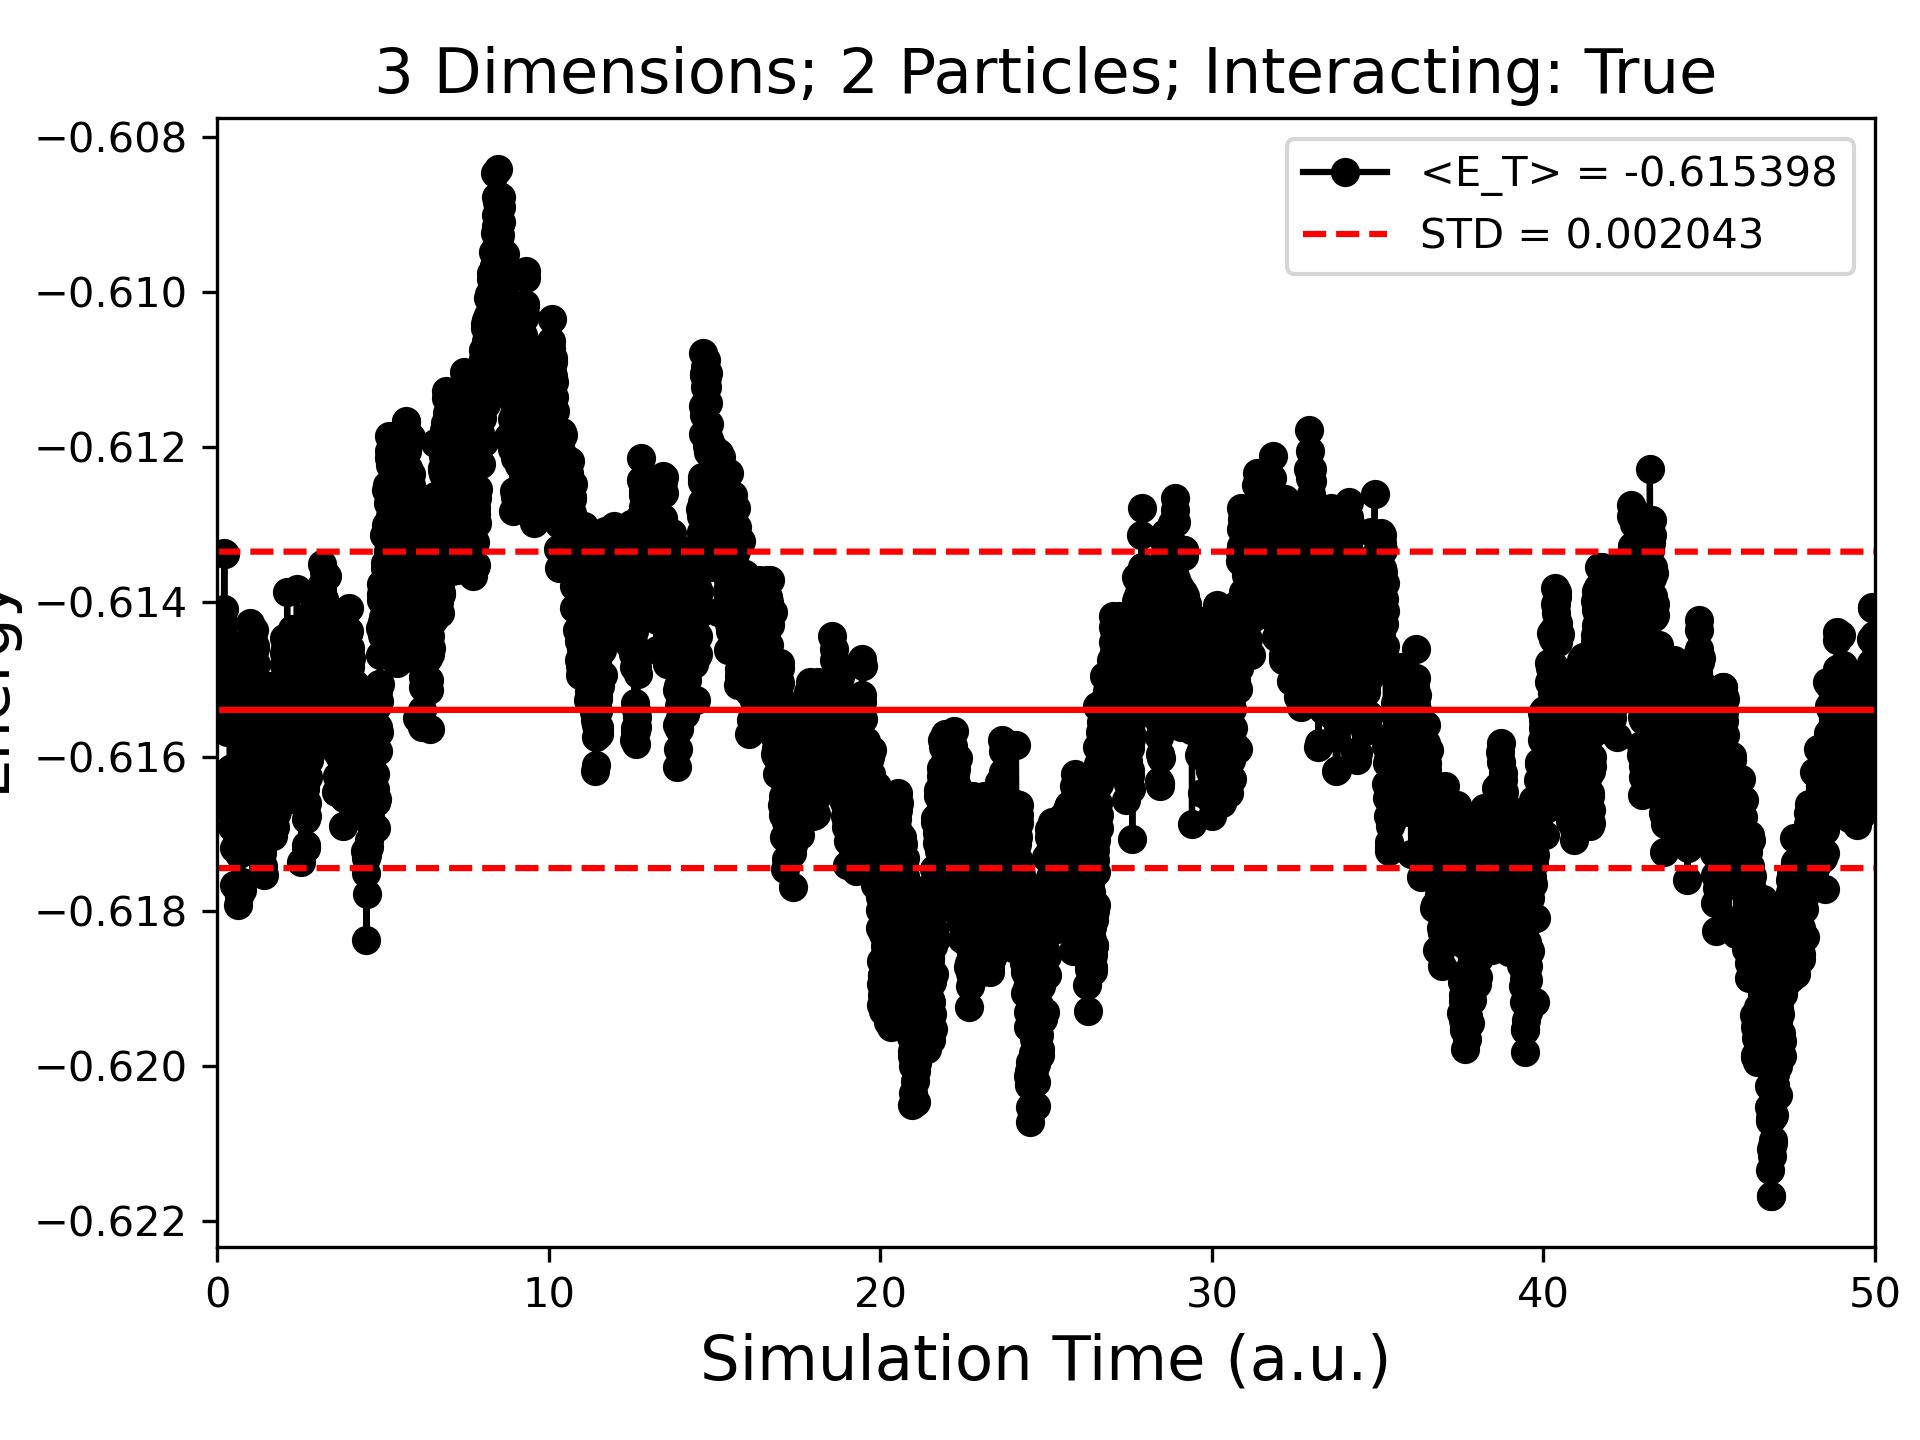 3 Dimensions; 2 Particles; Interacting: True
<E_T> = -0.615398
STD = 0.002043
−0.608
−0.610
−0.612
−0.614
−0.616
−0.618
−0.620
−0.622
Energy
0 10 20 30 40 50
Simulation Time (a.u.)